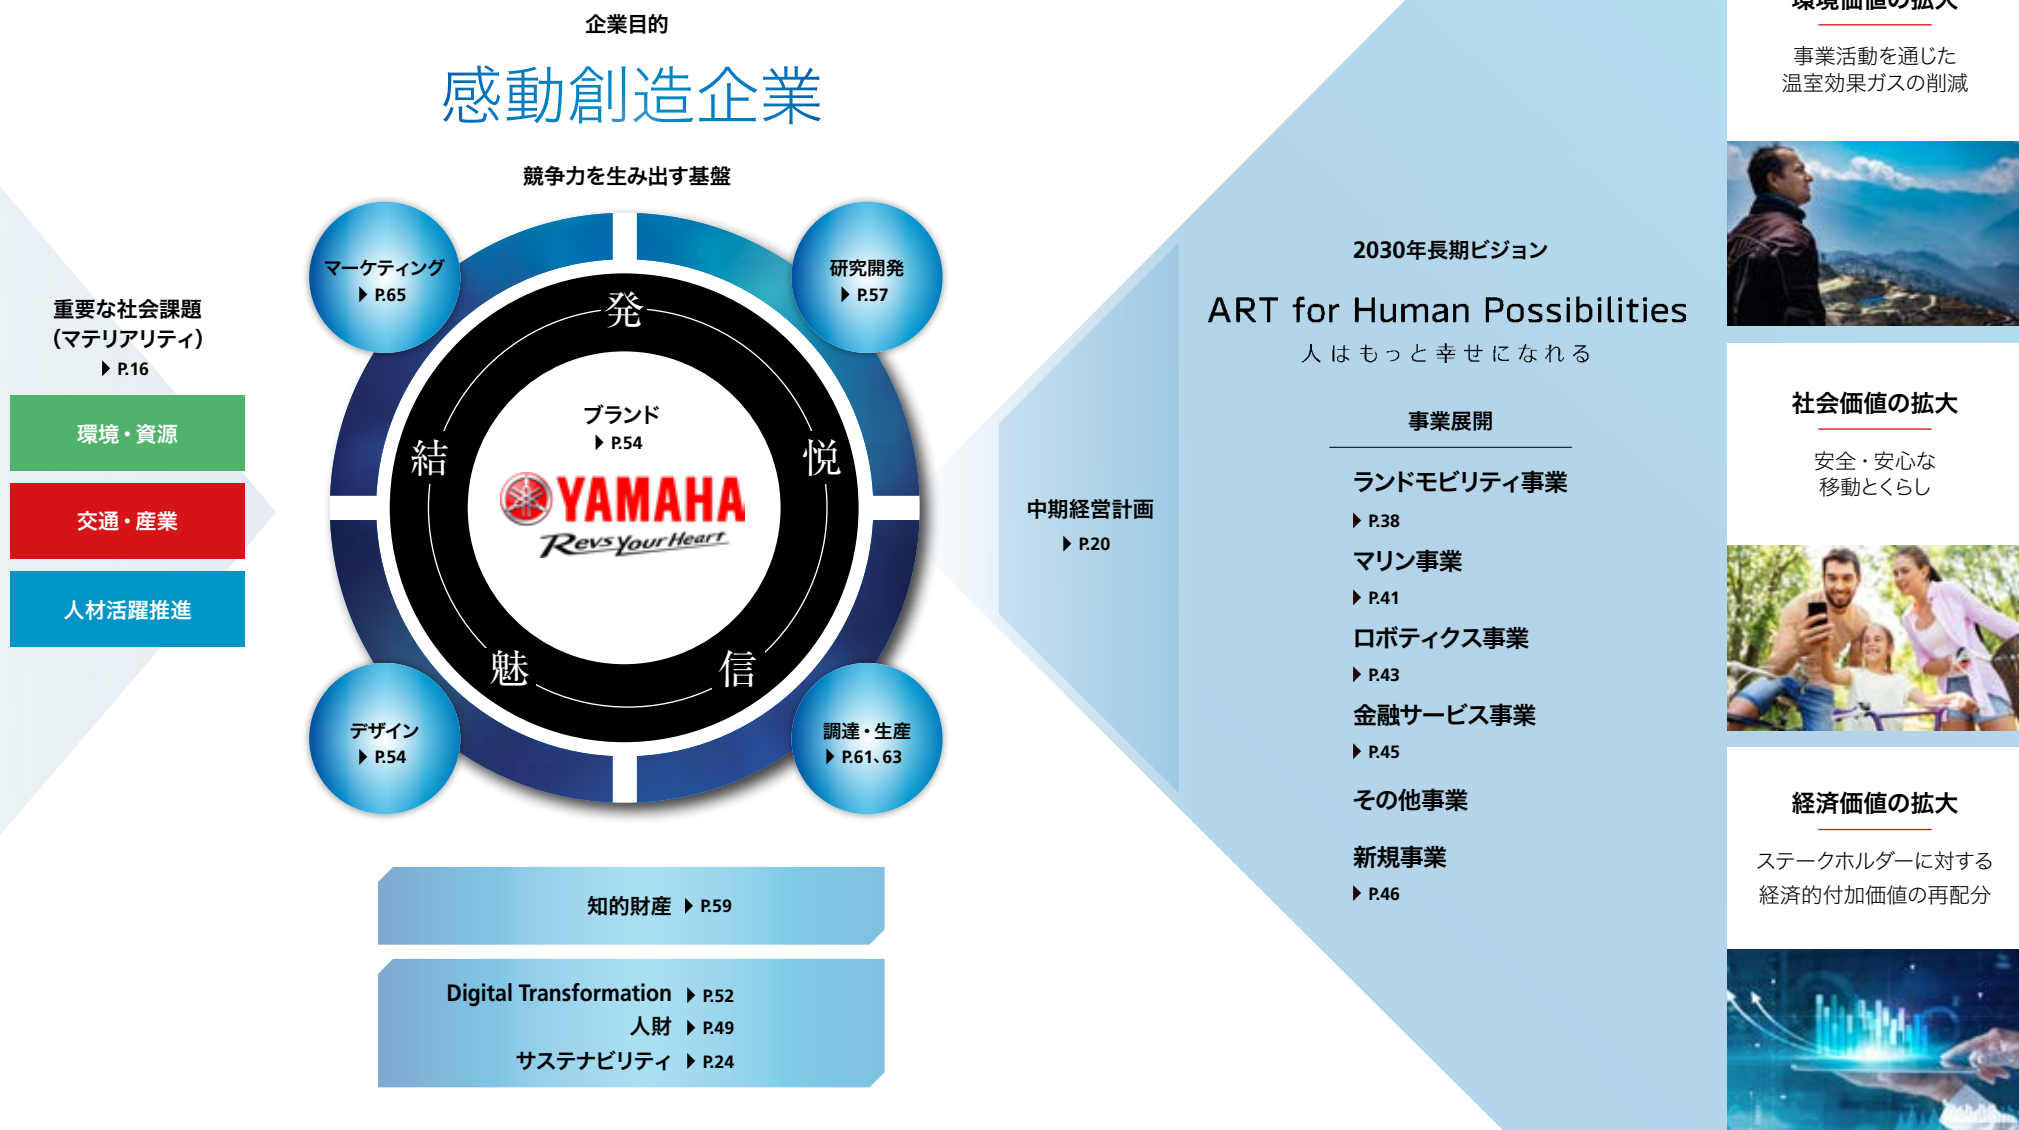 企業目的
感動創造企業
競争力を生み出す基盤
重要な社会課題
(マテリアリティ)
▶ P.16
環境・資源
交通・産業
人材活躍推進
マーケティング
▶ P.65
研究開発
▶ P.57
発
悦
信
魅
結
ブランド
▶ P.54
YAMAHA
Revs Your Heart
デザイン
▶ P.54
調達・生産
▶ P.61、63
知的財産 ▶ P.59
Digital Transformation ▶ P.52
人財 ▶ P.49
サステナビリティ ▶ P.24
中期経営計画
▶ P.20
2030年長期ビジョン
ART for Human Possibilities
人はもっと幸せになれる
事業展開
ランドモビリティ事業
▶ P.38
マリン事業
▶ P.41
ロボティクス事業
▶ P.43
金融サービス事業
▶ P.45
その他事業
新規事業
▶ P.46
環境価値の拡大
事業活動を通じた
温室効果ガスの削減
社会価値の拡大
安全・安心な
移動とくらし
経済価値の拡大
ステークホルダーに対する
経済的付加価値の再配分